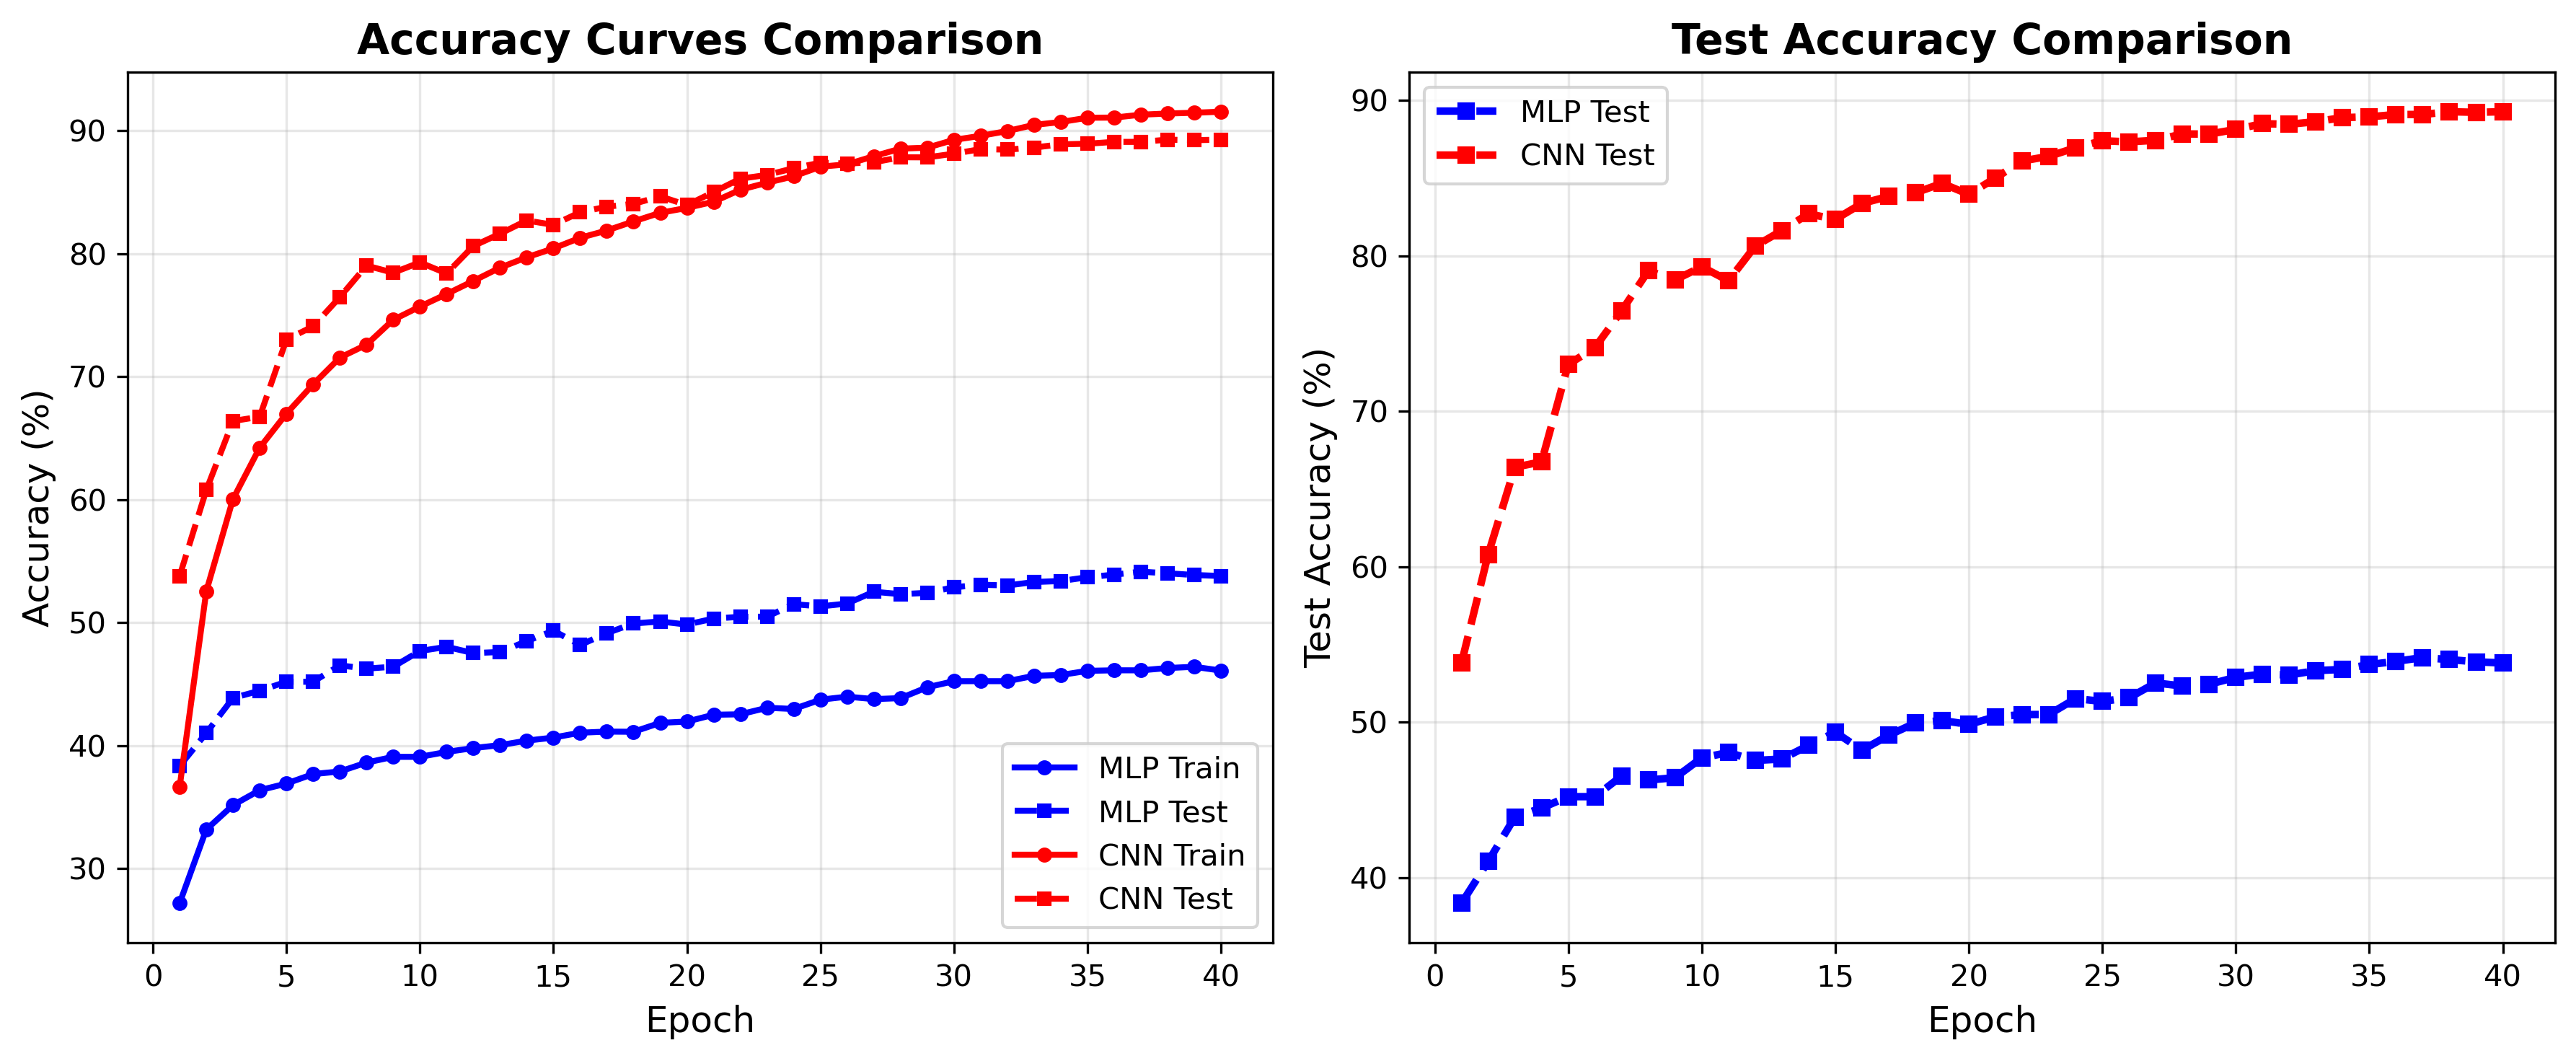 Accuracy Curves Comparison
Accuracy (%)
90
80
70
60
50
40
30
0 5 10 15 20 25 30 35 40
Epoch
MLP Train
MLP Test
CNN Train
CNN Test
Test Accuracy Comparison
Test Accuracy (%)
90
80
70
60
50
40
0 5 10 15 20 25 30 35 40
Epoch
MLP Test
CNN Test